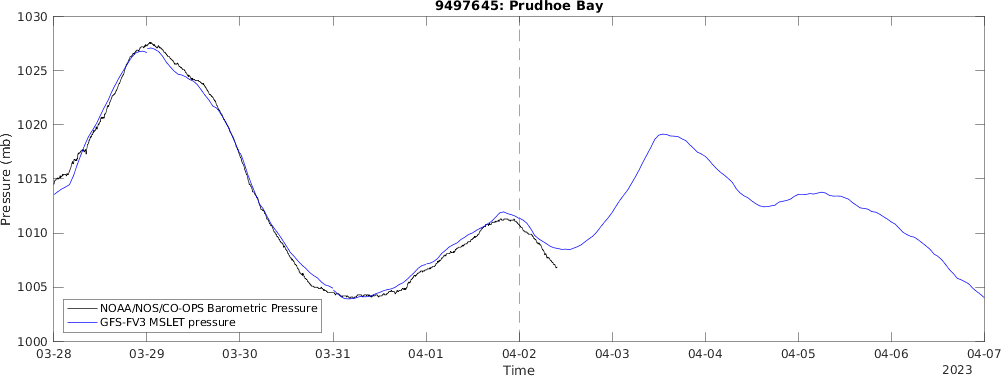 9497645: Prudhoe Bay
1030
1025
1020
1015
1010
1005
1000
Pressure (mb)
NOAA/NOS/CO-OPS Barometric Pressure
GFS-FV3 MSLET pressure
03-28 03-29 03-30 03-31 04-01 04-02 04-03 04-04 04-05 04-06 04-07
Time
2023